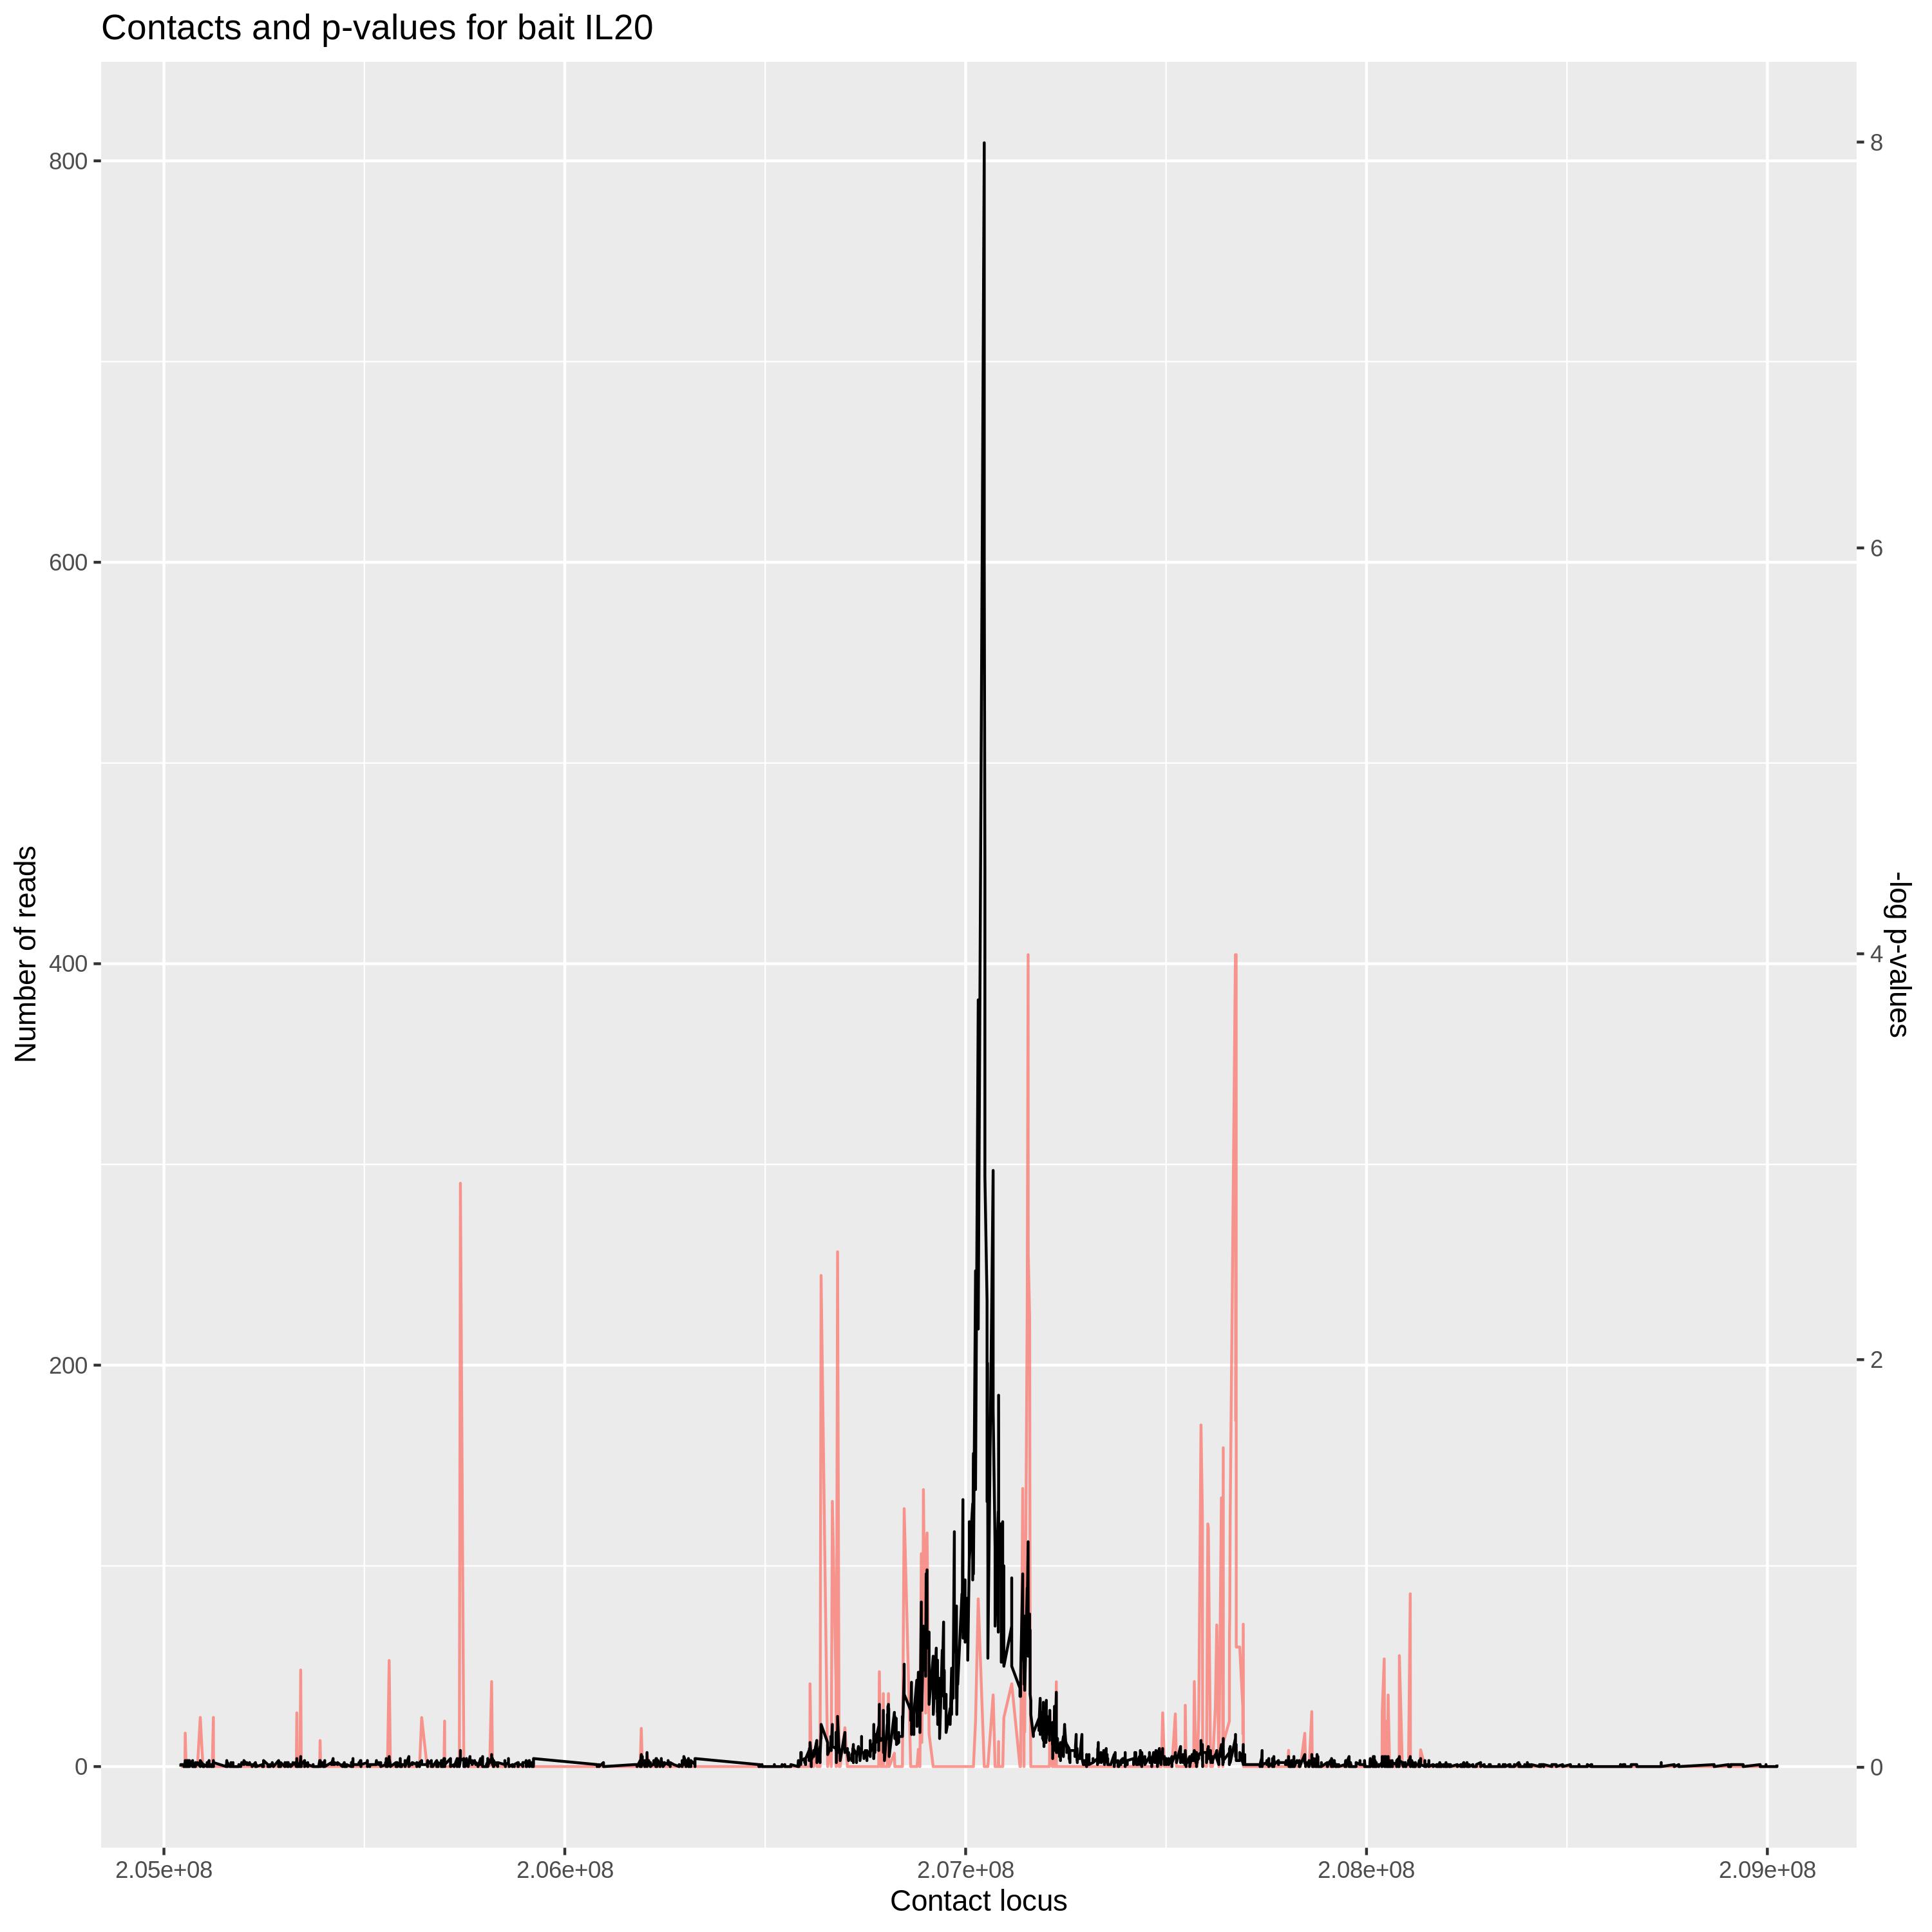 Contacts and p-values for bait IL20
800
600
400
200
0
8
6
4
2
0
Number of reads
-log p-values
2.05e+08 2.06e+08 2.07e+08 2.08e+08 2.09e+08
Contact locus